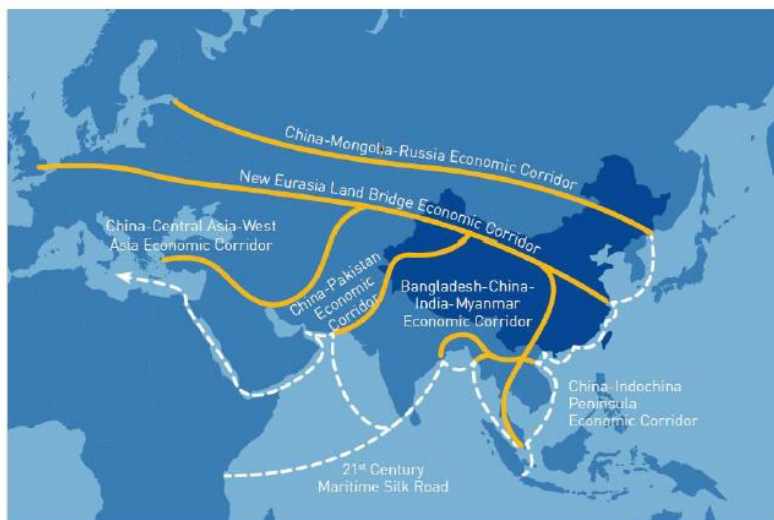 China-Mongolia-Russia Economic Corridor
New Eurasia Land Bridge Economic Corridor
China-Central Asia-West
Asia Economic Corridor
China-Pakistan
Economic
Corridor
Bangladesh-China-
India-Myanmar
Economic Corridor
China-Indochina
Peninsula
Economic Corridor
21st Century
Maritime Silk Road